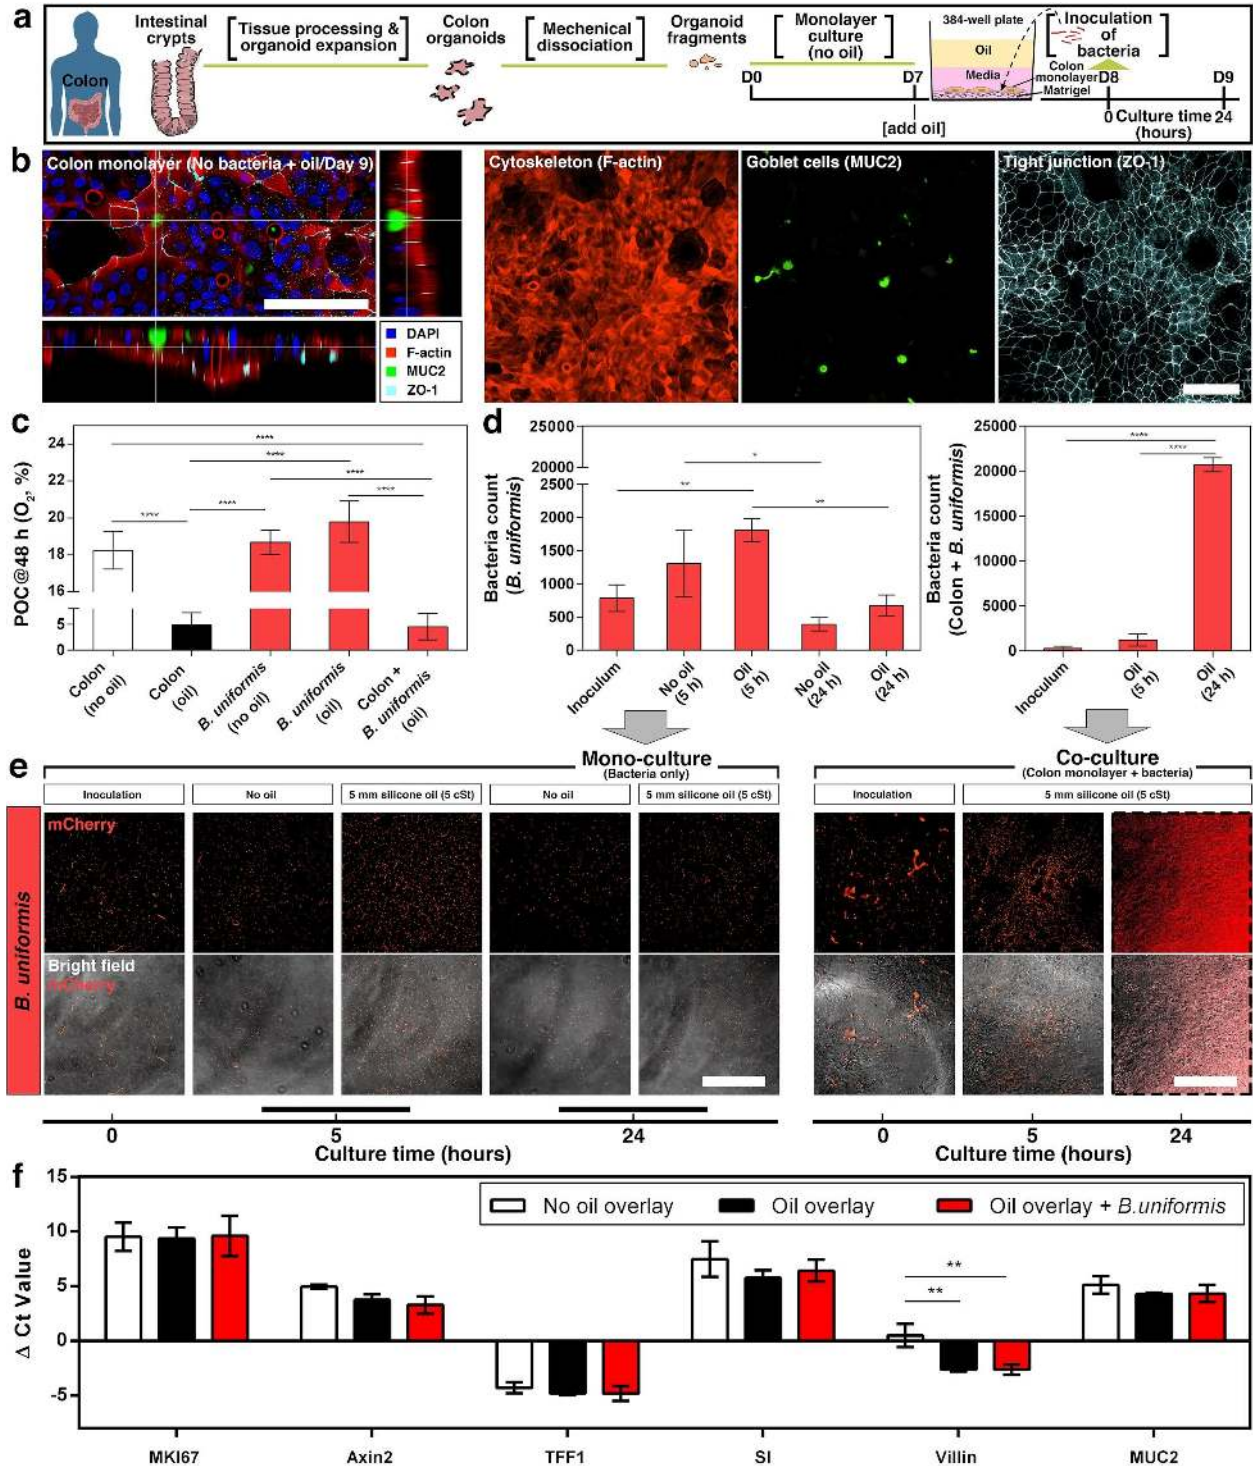 a
Colon
Intestinal
crypts
Tissue processing &
organoid expansion
Colon
organoids
Mechenical
dissociation
Organoid
fragments
Monolayer
culture
(no oil)
D0
D7
[add oil]
384-well plate
Oil
Media
Colon
monolayer
Matrigel
Inoculation
of
bacteria
D8
D9
0 Culture time 24
(hours)
b
Colon monolayer (No bacteria + oil/Day 9)
DAPI
F-actin
MUC2
ZO-1
Cytoskeleton (F-actin)
Goblet cells (MUC2)
Tight junction (ZO-1)
c
POC@48 h (O2, %)
24
22
20
18
16
5
0
****
****
****
****
****
****
Colon
(no oil)
Colon
(oil)
B. uniformis
(no oil)
B. uniformis
(oil)
Colon +
B. uniformis
(oil)
d
Bacteria count
(B. uniformis)
25000
20000
2500
2000
1500
1000
500
0
*
**
**
Inoculum
No oil
(5 h)
Oil
(5 h)
No oil
(24 h)
Oil
(24 h)
Bacteria count
(Colon + B. uniformis)
25000
20000
15000
10000
5000
0
****
****
Inoculum
Oil
(5 h)
Oil
(24 h)
e
Mono-culture
(Bacteria only)
Inoculation
No oil
5 mm silicone oil (5 cSt)
No oil
5 mm silicone oil (5 cSt)
Co-culture
(Colon monolayer + bacteria)
Inoculation
5 mm silicone oil (5 cSt)
B. uniformis
mCherry
Bright field
mCherry
0
5
24
Culture time (hours)
0
5
24
Culture time (hours)
f
Δ Ct Value
15
10
5
0
-5
No oil overlay
Oil overlay
Oil overlay + B.uniformis
**
**
MKI67
Axin2
TFF1
SI
Villin
MUC2